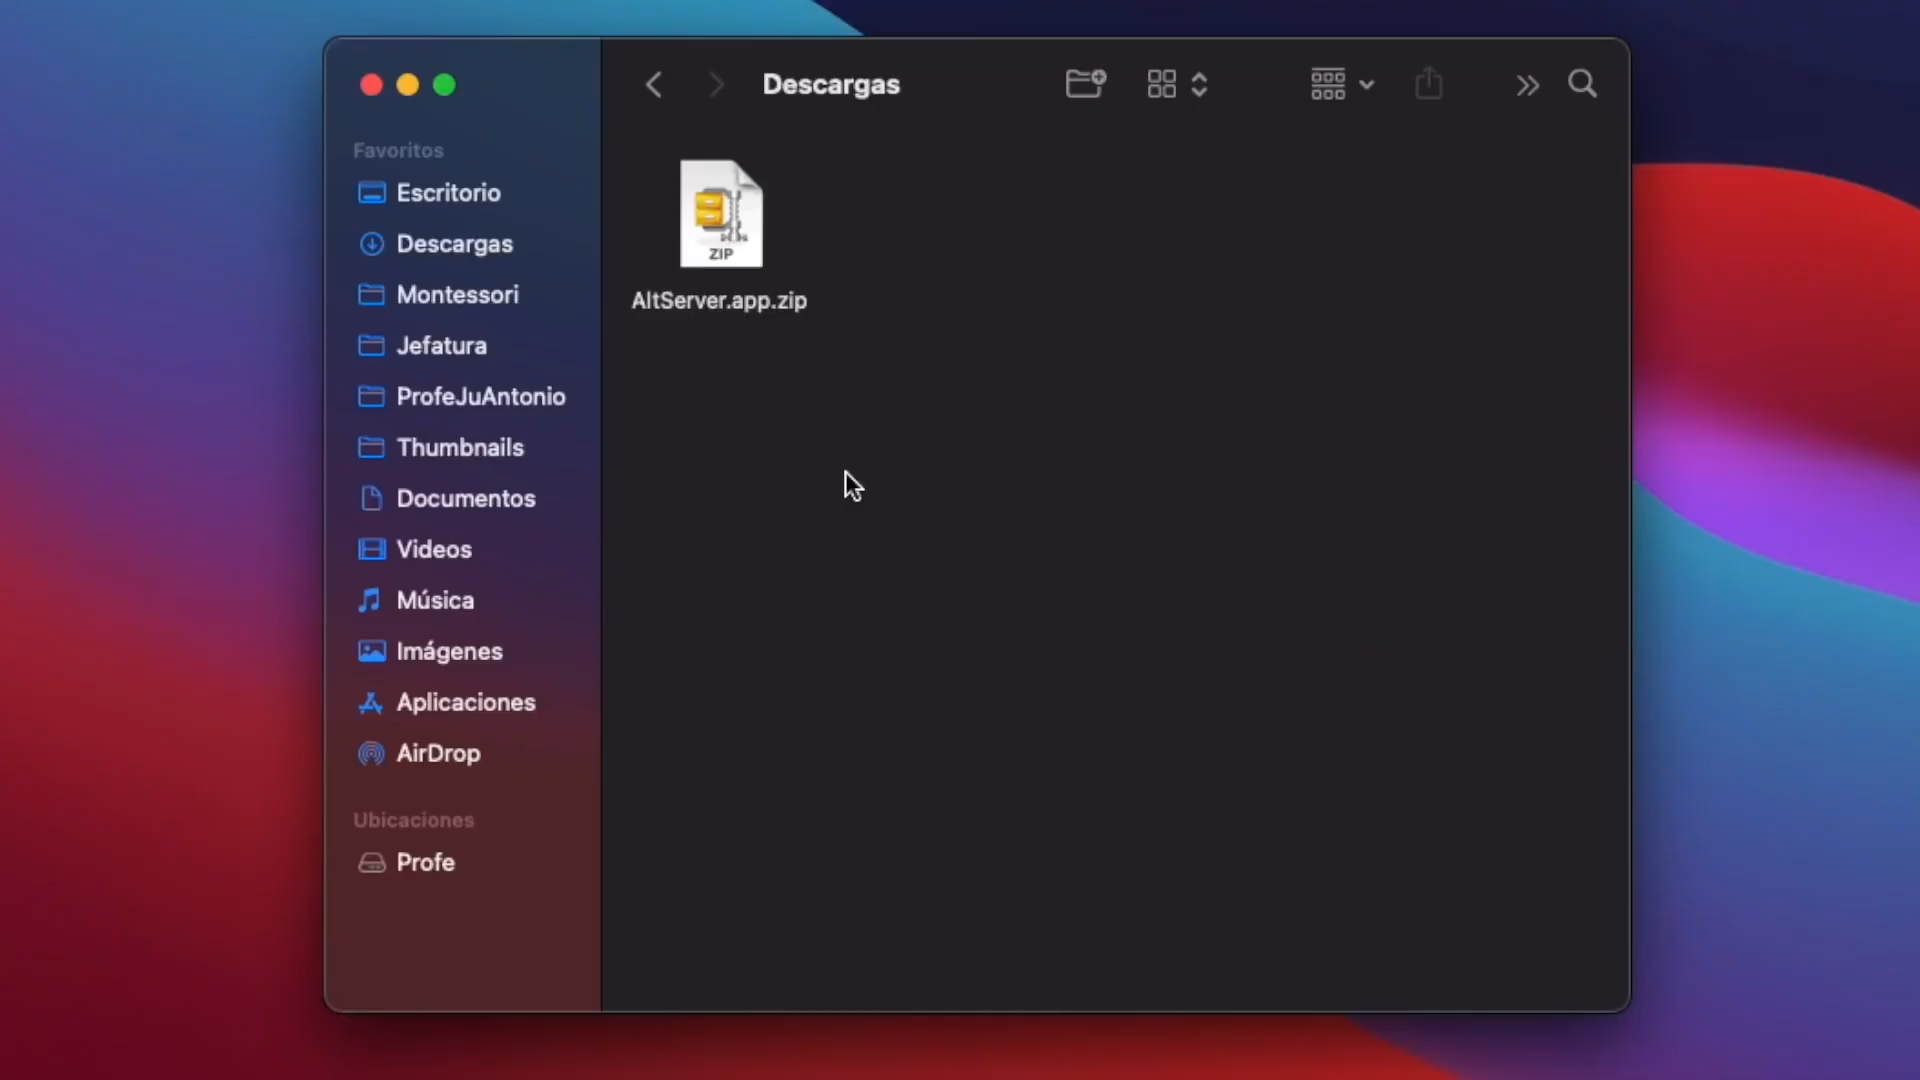 Descargas
Favoritos
Escritorio
Descargas
Montessori
Jefatura
ProfeJuAntonio
Thumbnails
Documentos
Videos
Música
Imágenes
Aplicaciones
AirDrop
Ubicaciones
Profe
ZIP
AltServer.app.zip